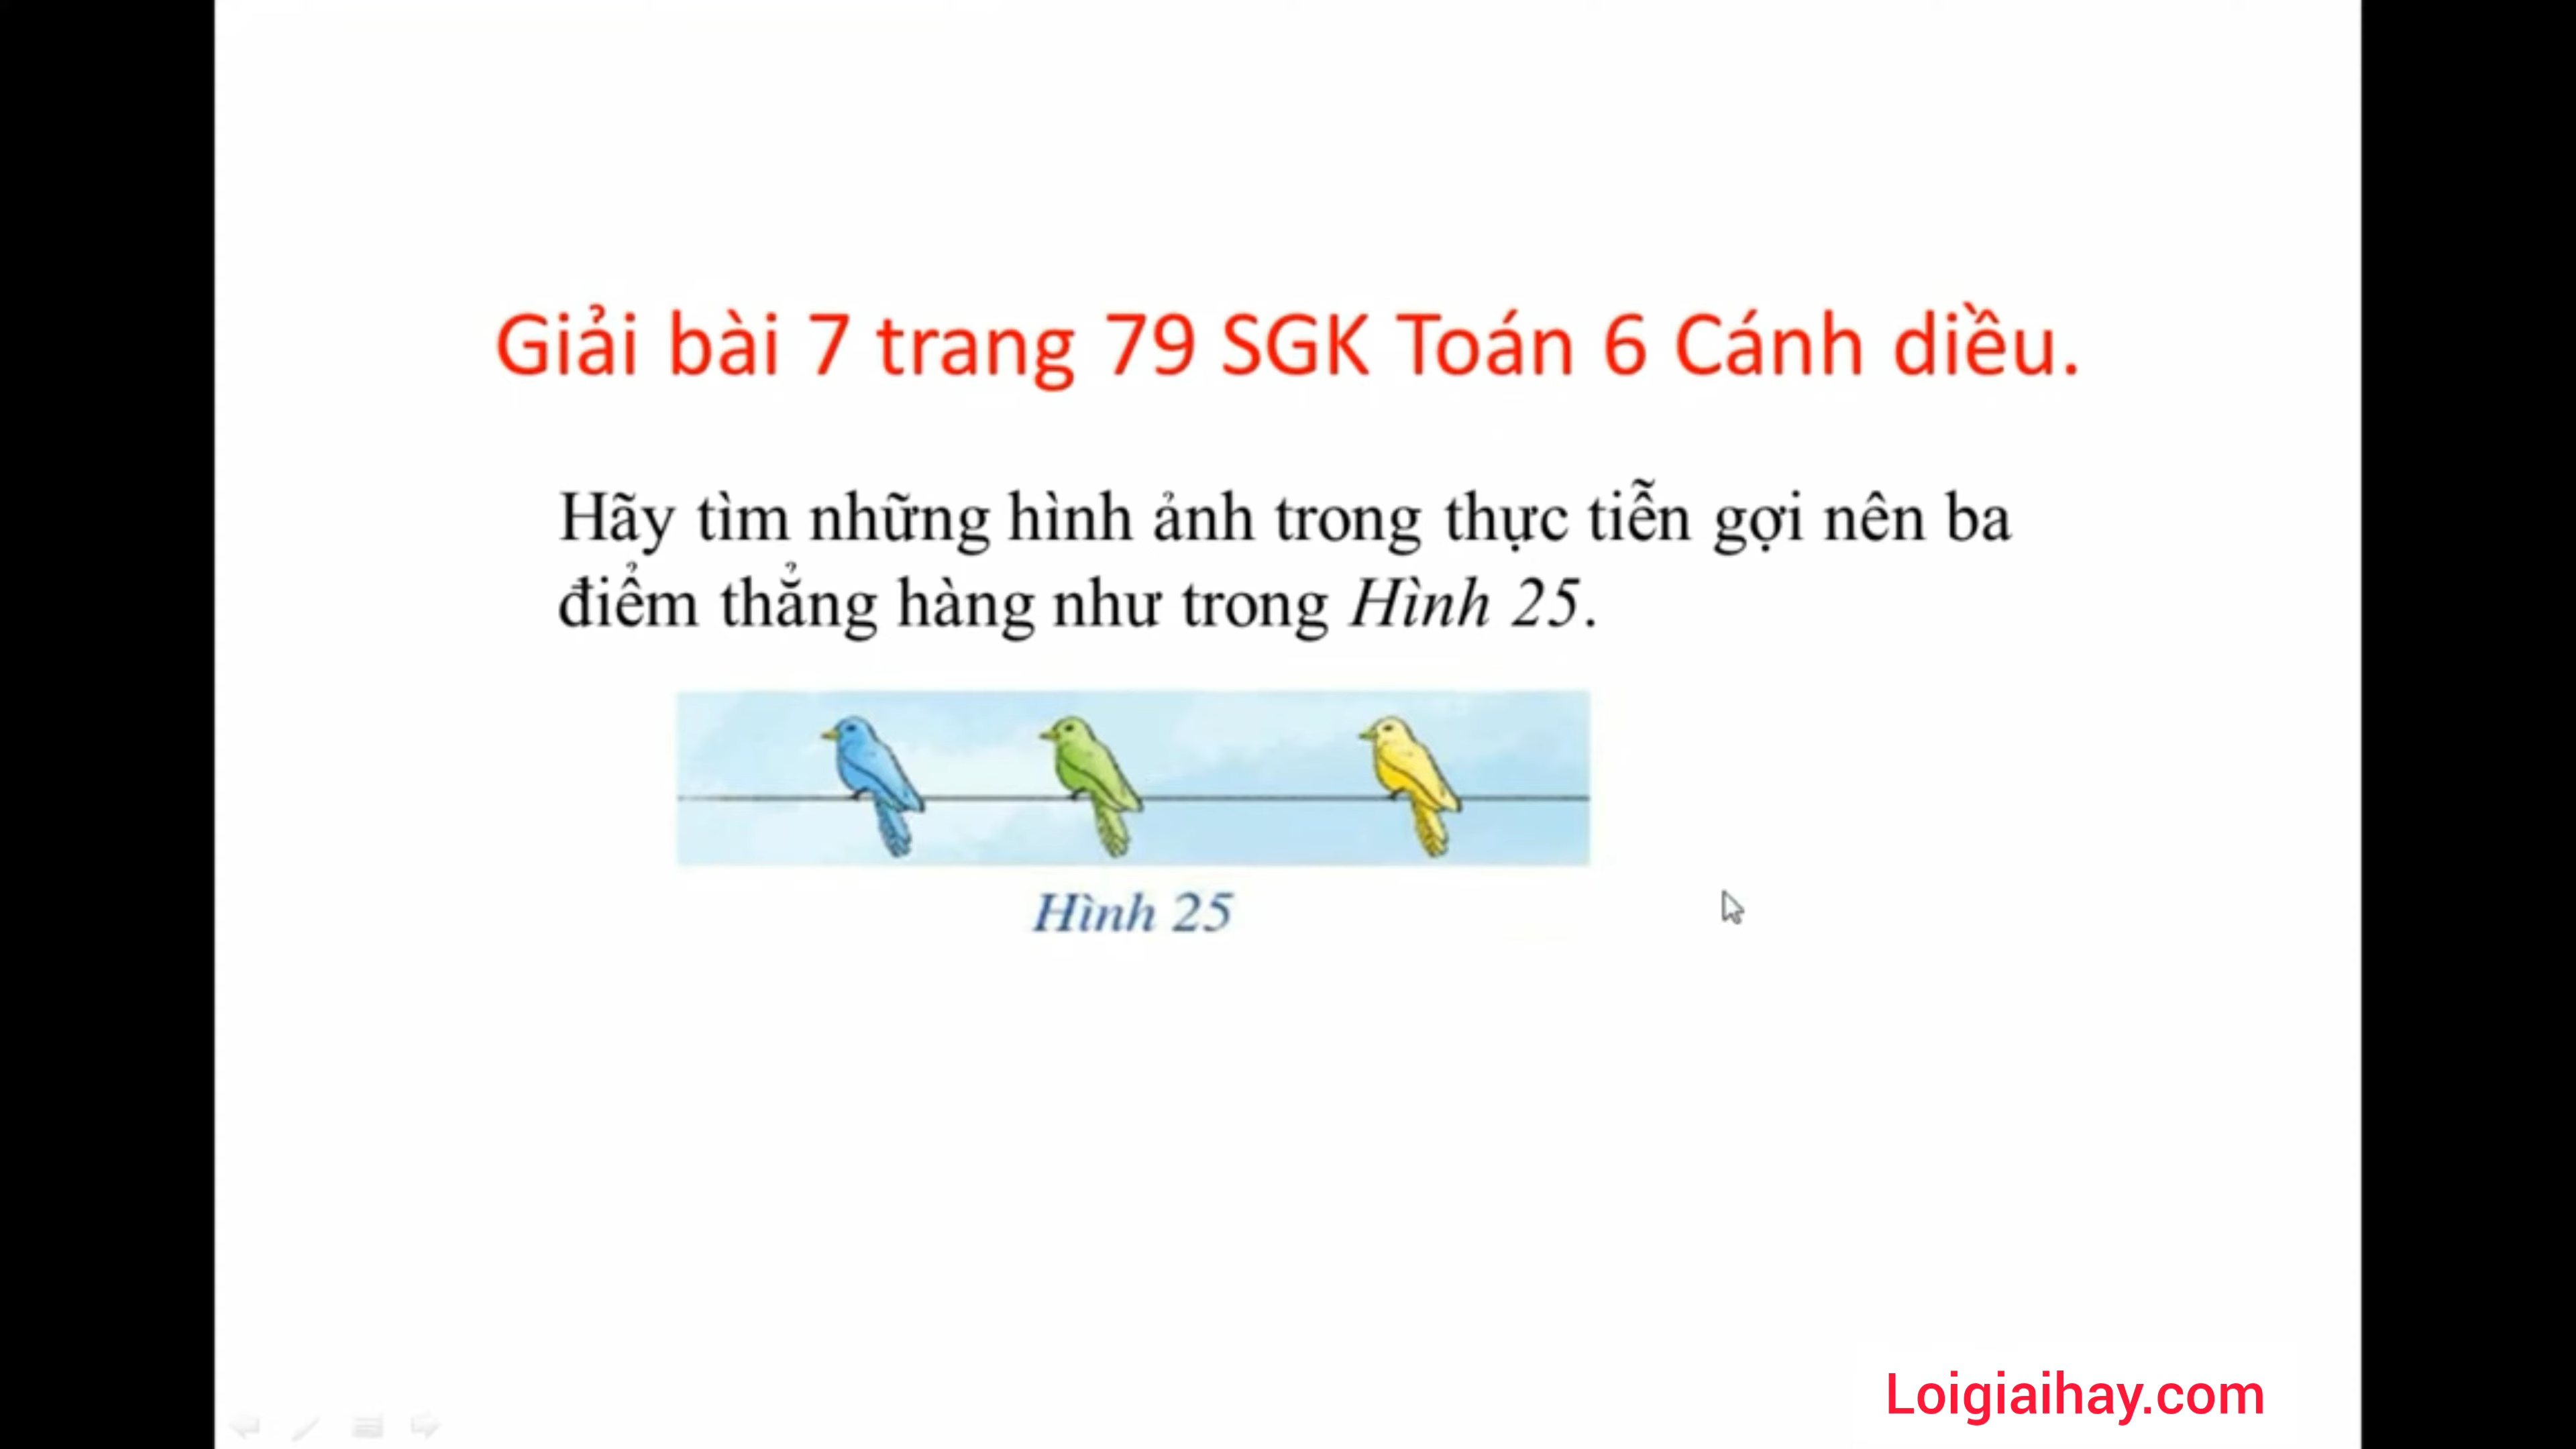 Giải bài 7 trang 79 SGK Toán 6 Cánh diều.
Hãy tìm những hình ảnh trong thực tiễn gợi nên ba
điểm thẳng hàng như trong Hình 25.
Hình 25
Loigiaihay.com